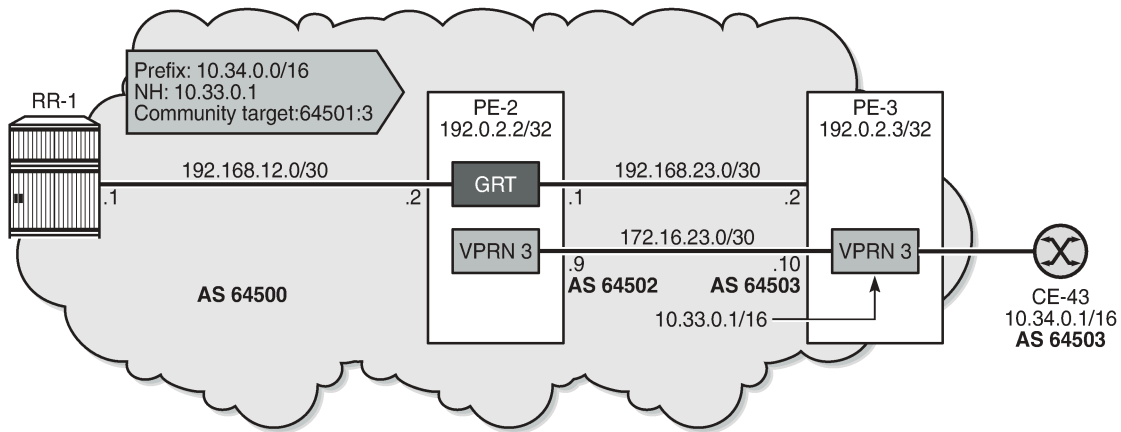 Prefix: 10.34.0.0/16
NH: 10.33.0.1
Community target:64501:3
RR-1
PE-2
192.0.2.2/32
PE-3
192.0.2.3/32
192.168.12.0/30
GRT
192.168.23.0/30
.1
.2
.1
.2
VPRN 3
172.16.23.0/30
VPRN 3
.9
.10
AS 64500
AS 64502
AS 64503
10.33.0.1/16
CE-43
10.34.0.1/16
AS 64503